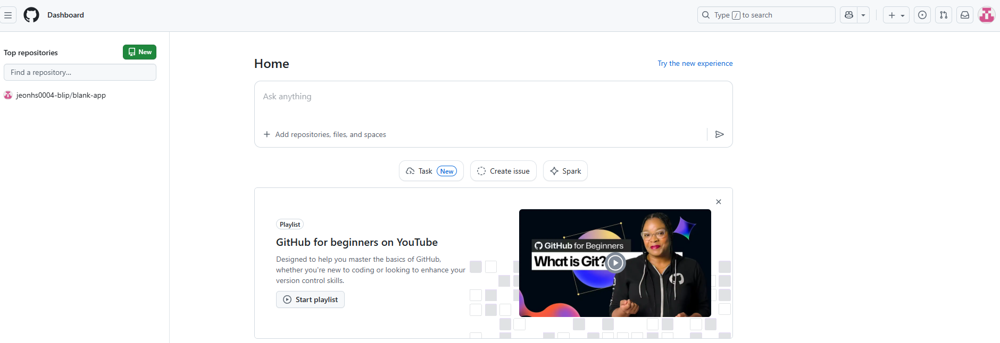 Dashboard
Type / to search
Top repositories
New
Find a repository...
jeonhs0004-blip/blank-app
Home
Try the new experience
Ask anything
Add repositories, files, and spaces
Task New
Create issue
Spark
Playlist
GitHub for beginners on YouTube
Designed to help you master the basics of GitHub,
whether you're new to coding or looking to enhance your
version control skills.
Start playlist
GitHub for Beginners
What is Git?